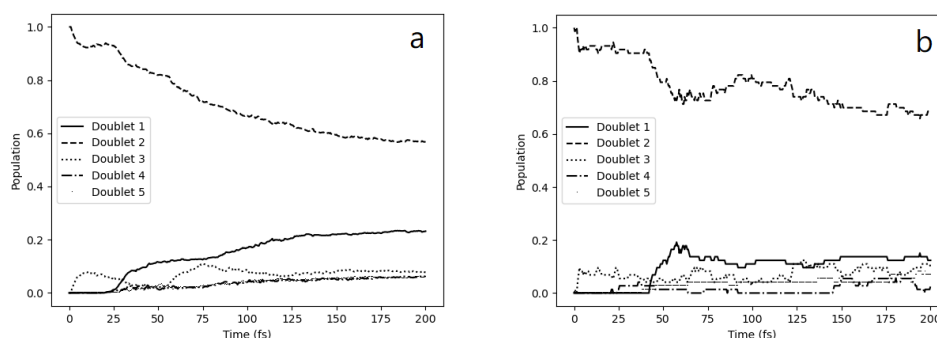 a
1.0
0.8
0.6
0.4
0.2
0.0
Population
Doublet 1
Doublet 2
Doublet 3
Doublet 4
Doublet 5
0 25 50 75 100 125 150 175 200
Time (fs)
b
1.0
0.8
0.6
0.4
0.2
0.0
Population
Doublet 1
Doublet 2
Doublet 3
Doublet 4
Doublet 5
0 25 50 75 100 125 150 175 200
Time (fs)